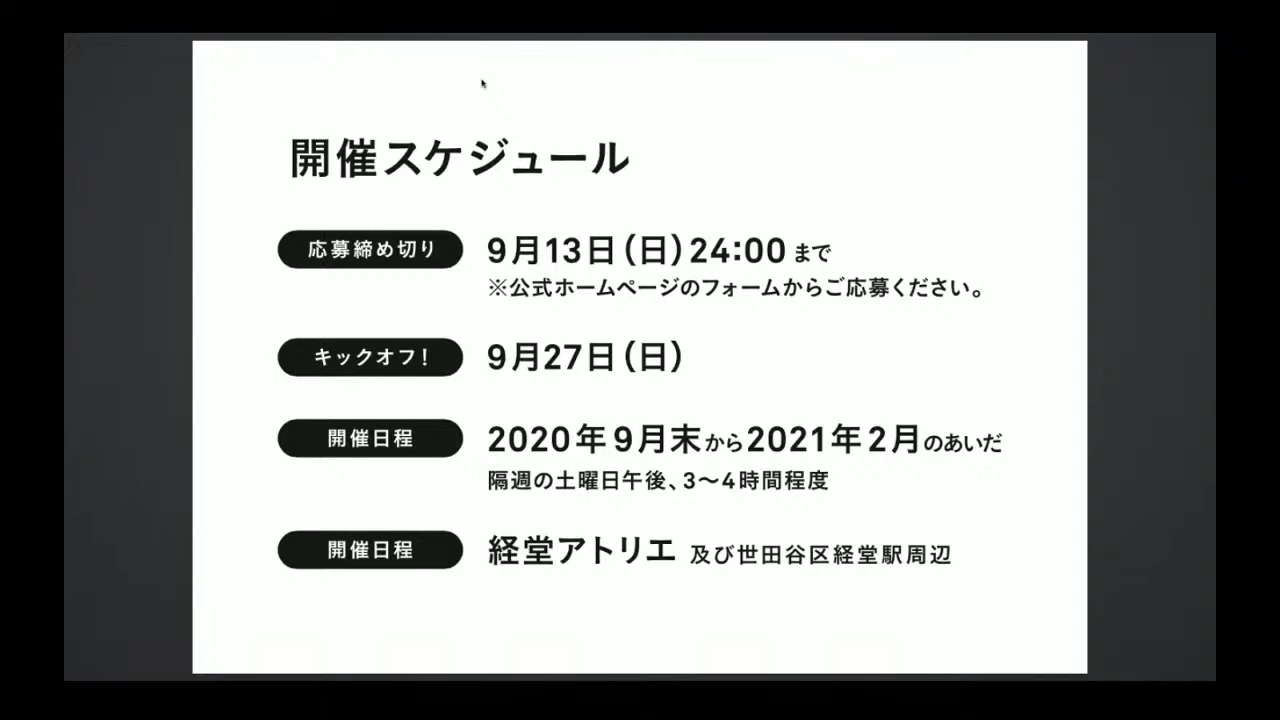 開催スケジュール
応募締め切り 9月13日(日)24:00 まで
※公式ホームページのフォームからご応募ください。
キックオフ! 9月27日(日)
開催日程 2020年9月末から2021年2月のあいだ
隔週の土曜日午後、3〜4時間程度
開催日程 経堂アトリエ 及び世田谷区経堂駅周辺